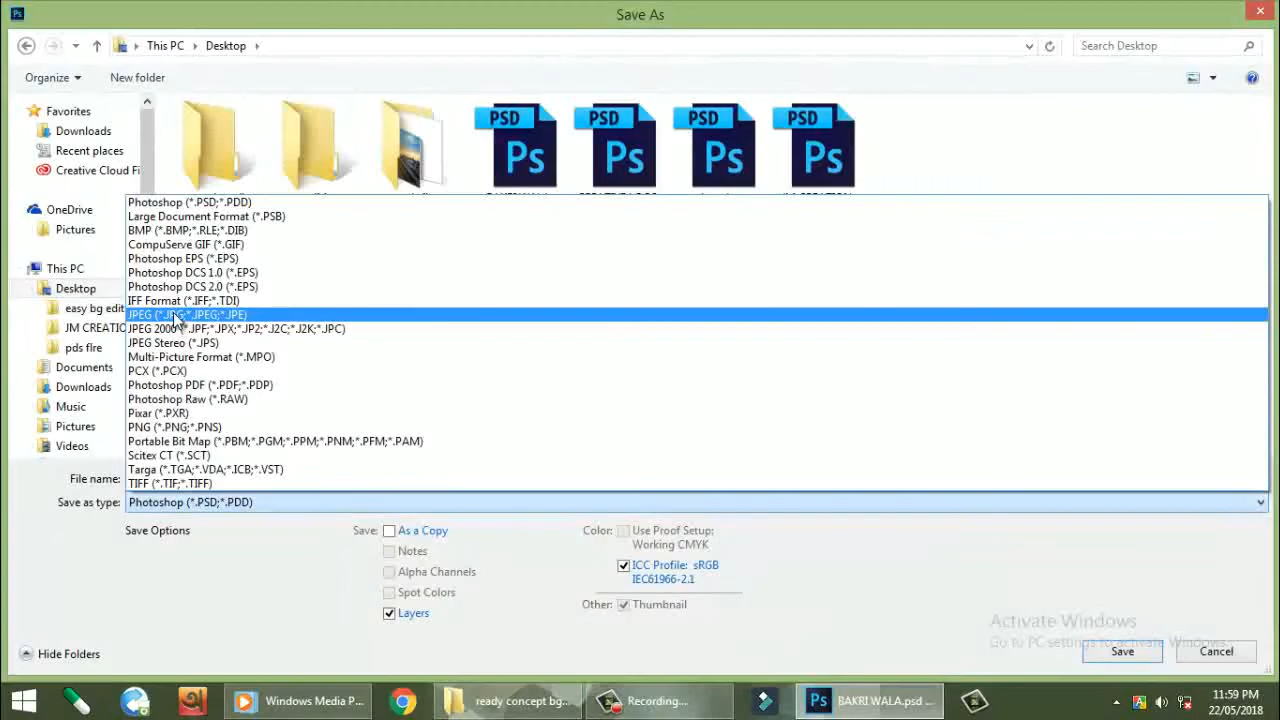 Ps
Save As
This PC
Desktop
Search Desktop
Organize
New folder
Favorites
Downloads
Recent places
Creative Cloud Fi
OneDrive
Pictures
This PC
Desktop
easy bg edit
JM CREATIO
pds flre
Documents
Downloads
Music
Pictures
Videos
PSD
Ps
PSD
Ps
PSD
Ps
PSD
Ps
Photoshop (*.PSD;*.PDD)
Large Document Format (*.PSB)
BMP (*.BMP;*.RLE;*.DIB)
CompuServe GIF (*.GIF)
Photoshop EPS (*.EPS)
Photoshop DCS 1.0 (*.EPS)
Photoshop DCS 2.0 (*.EPS)
IFF Format (*.IFF;*.TDI)
JPEG (*.JPG;*.JPEG;*.JPE)
JPEG 2000 (*.JPF;*.JPX;*.JP2;*.J2C;*.J2K;*.JPC)
JPEG Stereo (*.JPS)
Multi-Picture Format (*.MPO)
PCX (*.PCX)
Photoshop PDF (*.PDF;*.PDP)
Photoshop Raw (*.RAW)
Pixar (*.PXR)
PNG (*.PNG;*.PNS)
Portable Bit Map (*.PBM;*.PGM;*.PPM;*.PNM;*.PFM;*.PAM)
Scitex CT (*.SCT)
Targa (*.TGA;*.VDA;*.ICB;*.VST)
TIFF (*.TIF;*.TIFF)
File name:
Save as type: Photoshop (*.PSD;*.PDD)
Save Options
Save: As a Copy
Notes
Alpha Channels
Spot Colors
Layers
Color: Use Proof Setup:
Working CMYK
ICC Profile: sRGB
IEC61966-2.1
Other: Thumbnail
Activate Windows
Go to PC settings to activate Windows.
Hide Folders
Save
Cancel
Windows Media P...
ready concept bg...
Recording....
Ps
BAKRI WALA.psd ...
11:59 PM
22/05/2018